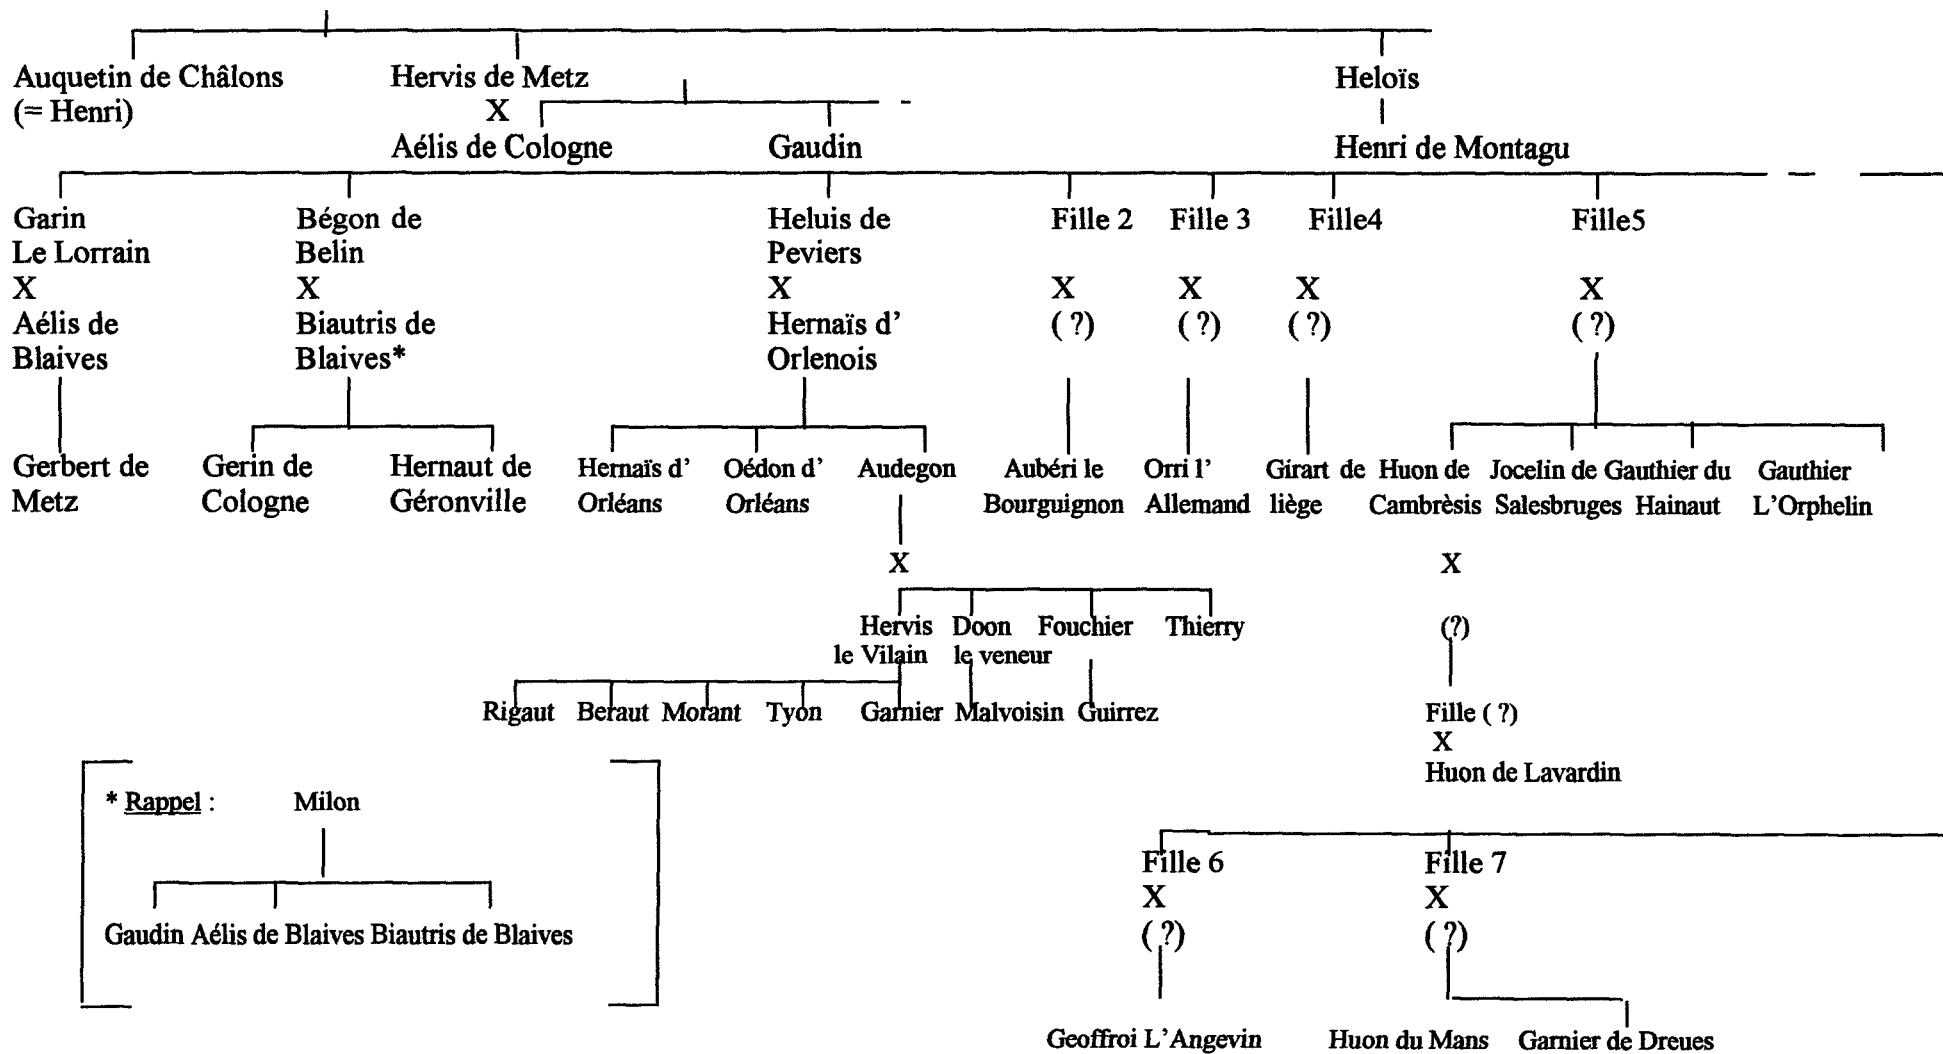 Auquetin de Châlons Hervis de Metz Heloïs
(= Henri) X
Aélis de Cologne Gaudin Henri de Montagu
Garin Bégon de Heluis de Fille 2 Fille 3 Fille4 Fille5
Le Lorrain Belin Peviers
X X X X X X X
Aélis de Biautris de Hernaïs d' ( ?) ( ?) ( ?) ( ?)
Blaives Blaives* Orlenois
Gerbert de Gerin de Hernaut de Hernaïs d' Oédon d' Audegon Aubéri le Orri l' Girart de Huon de Jocelin de Gauthier du Gauthier
Metz Cologne Géronville Orléans Orléans Bourguignon Allemand liège Cambrèsis Salesbruges Hainaut L'Orphelin
X X
Hervis Doon Fouchier Thierry (?)
le Vilain le veneur
Rigaut Beraut Morant Tyon Garnier Malvoisin Guirrez Fille ( ?)
X
Huon de Lavardin
* Rappel : Milon
Fille 6 Fille 7
X X
Gaudin Aélis de Blaives Biautris de Blaives ( ?) ( ?)
Geoffroi L'Angevin Huon du Mans Garnier de Dreues